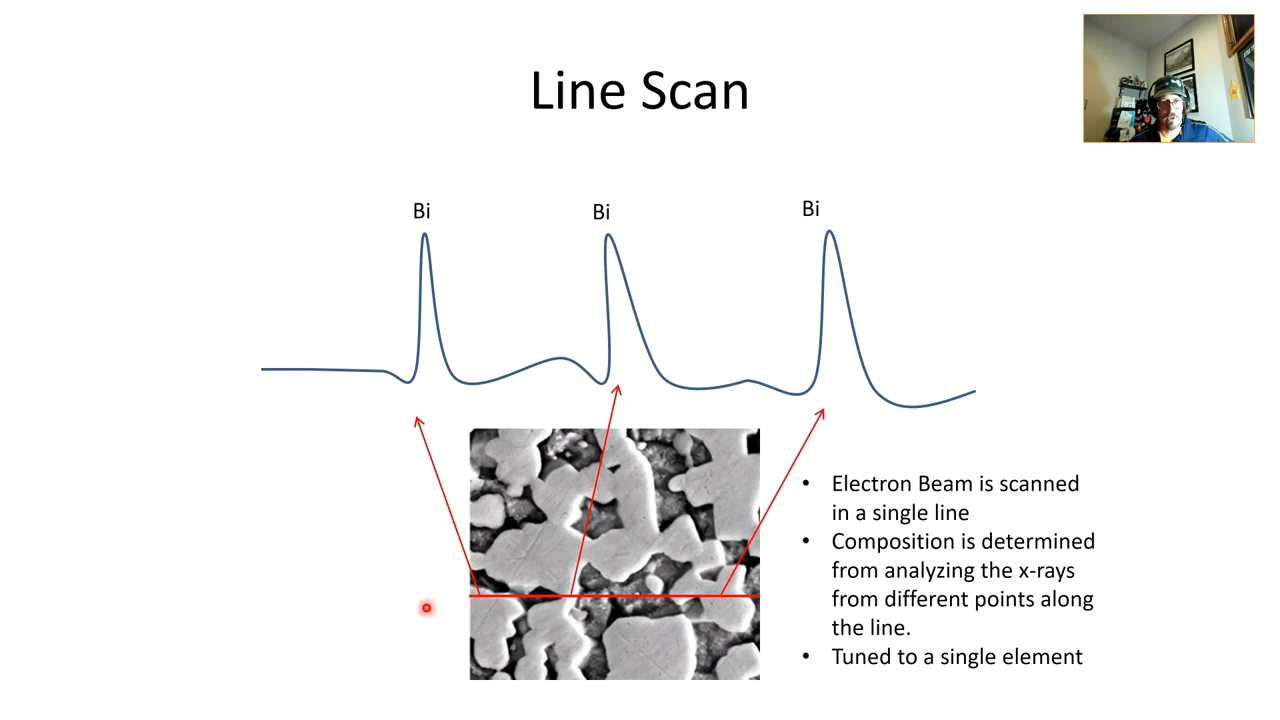 Line Scan
Bi
Bi
Bi
• Electron Beam is scanned
in a single line
• Composition is determined
from analyzing the x-rays
from different points along
the line.
• Tuned to a single element